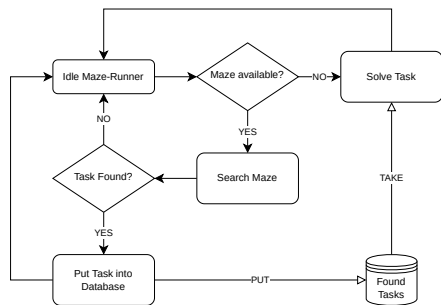 Idle Maze-Runner
Maze available?
NO
Solve Task
YES
NO
Task Found?
Search Maze
TAKE
YES
Put Task into
Database
PUT
Found
Tasks